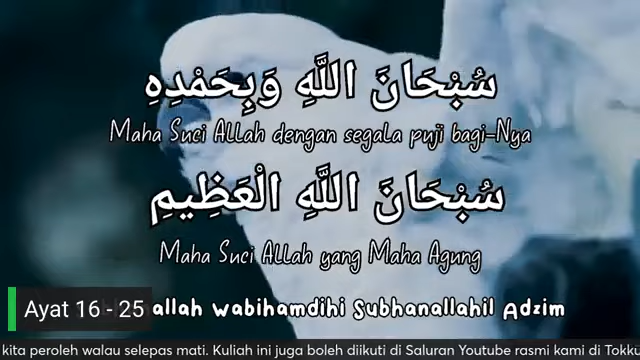 سُبْحَانَ اللَّهِ وَبِحَمْدِهِ
Maha Suci Allah dengan segala puji bagi-Nya
سُبْحَانَ اللَّهِ الْعَظِيمِ
Maha Suci Allah yang Maha Agung
allah wabihamdihi Subhanallahil Adzim
Ayat 16 - 25
kita peroleh walau selepas mati. Kuliah ini juga boleh diikuti di Saluran Youtube rasmi kami di Tokk